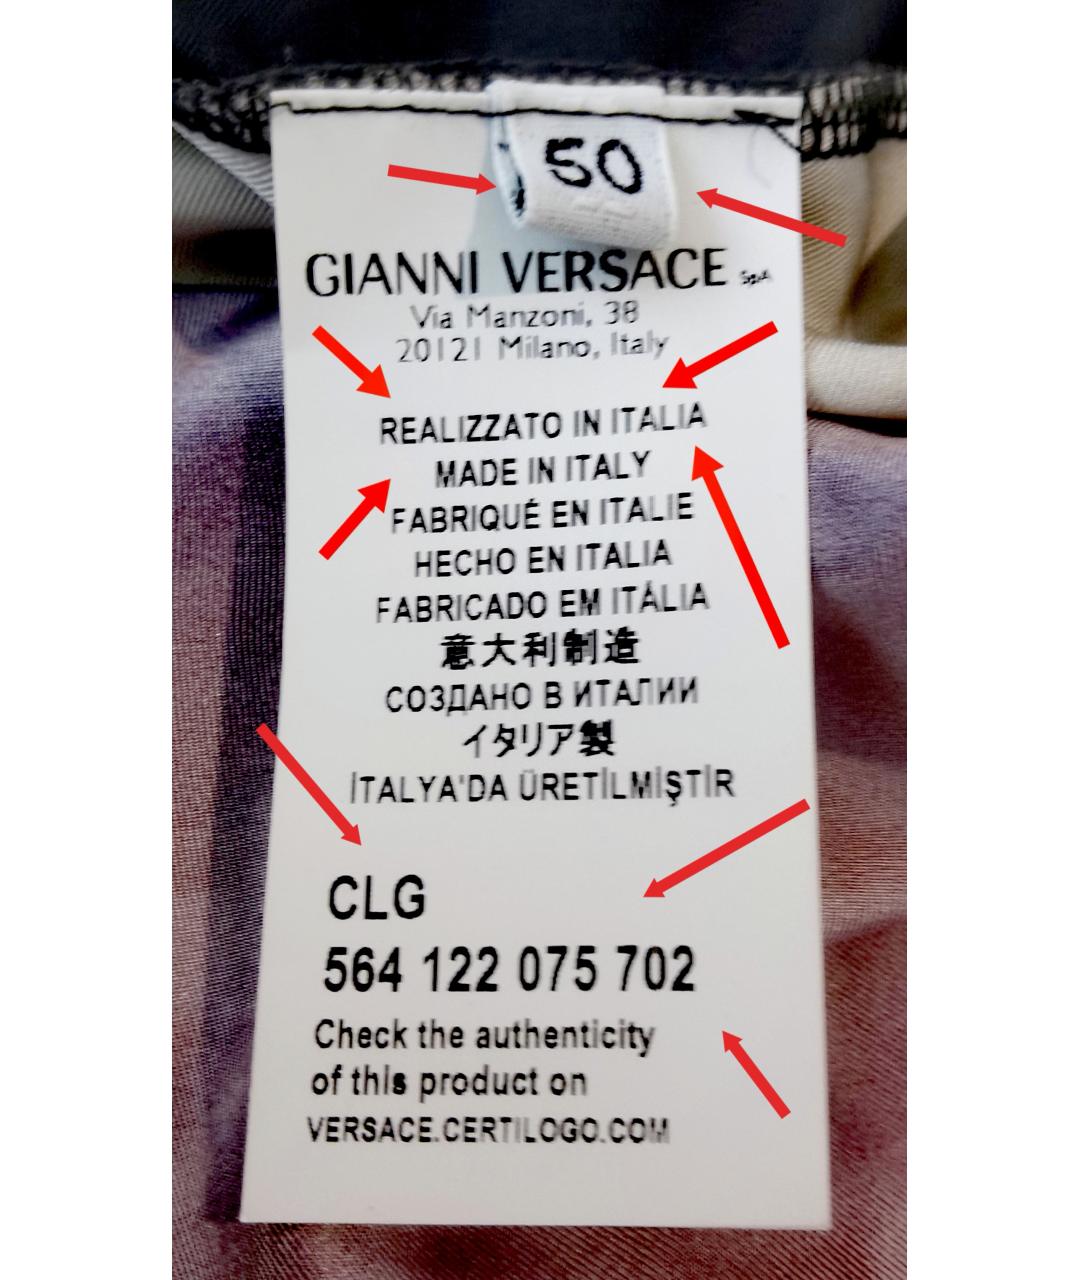 50
GIANNI VERSACE SpA
Via Manzoni, 38
20121 Milano, Italy
REALIZZATO IN ITALIA
MADE IN ITALY
FABRIQUÉ EN ITALIE
HECHO EN ITALIA
FABRICADO EM ITÁLIA
意大利制造
СОЗДАНО В ИТАЛИИ
イタリア製
İTALYA'DA ÜRETİLMİŞTİR
CLG
564 122 075 702
Check the authenticity
of this product on
VERSACE.CERTILOGO.COM